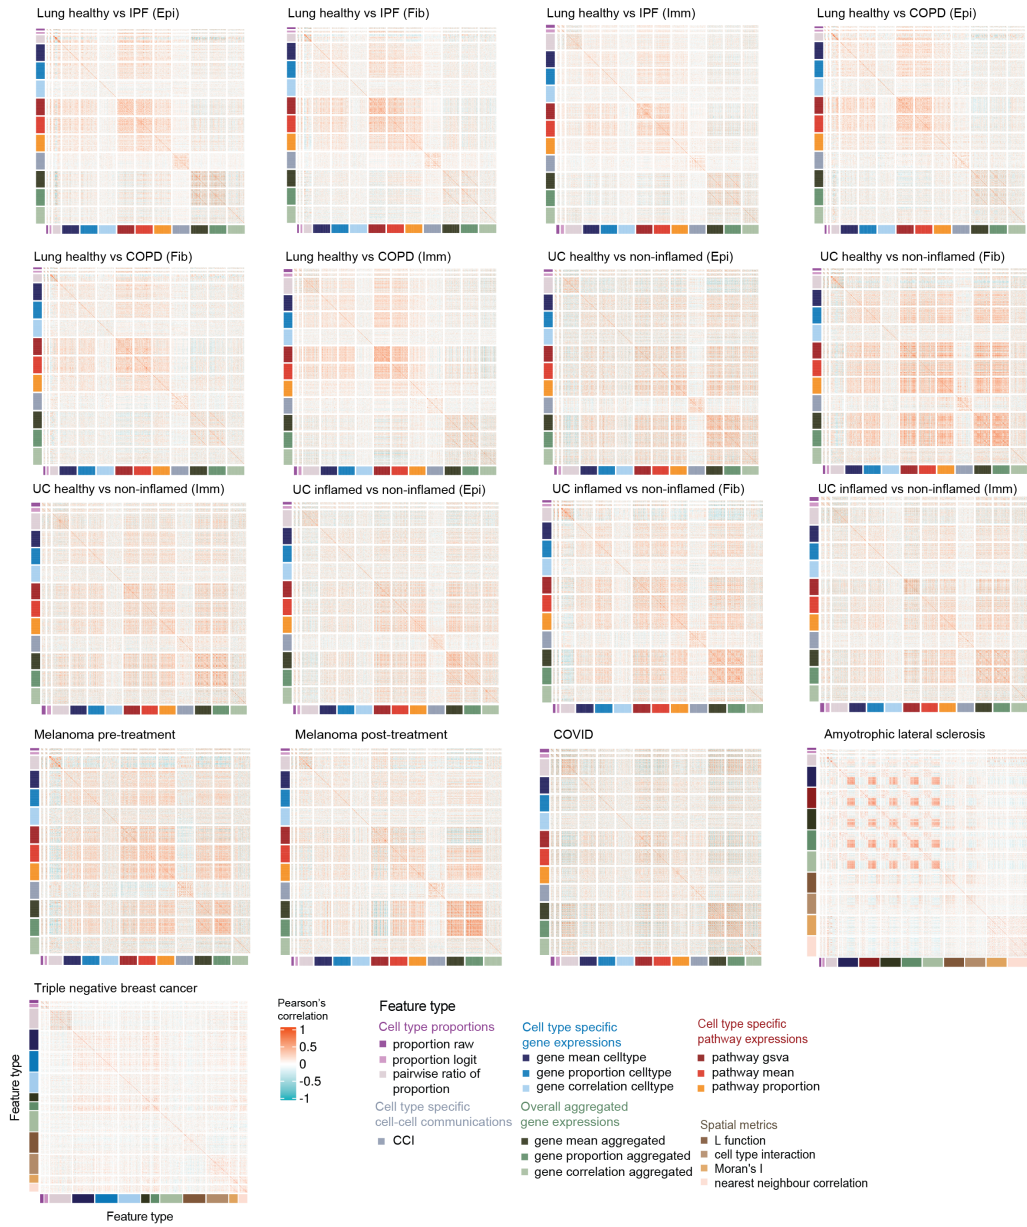 Lung healthy vs IPF (Epi)
Lung healthy vs IPF (Fib)
Lung healthy vs IPF (Imm)
Lung healthy vs COPD (Epi)
Lung healthy vs COPD (Fib)
Lung healthy vs COPD (Imm)
UC healthy vs non-inflamed (Epi)
UC healthy vs non-inflamed (Fib)
UC healthy vs non-inflamed (Imm)
UC inflamed vs non-inflamed (Epi)
UC inflamed vs non-inflamed (Fib)
UC inflamed vs non-inflamed (Imm)
Melanoma pre-treatment
Melanoma post-treatment
COVID
Amyotrophic lateral sclerosis
Triple negative breast cancer
Feature type
Feature type
Pearson's
correlation
1
0.5
0
-0.5
-1
Feature type
Cell type proportions
proportion raw
proportion logit
pairwise ratio of
proportion
Cell type specific
cell-cell communications
CCI
Cell type specific
gene expressions
gene mean celltype
gene proportion celltype
gene correlation celltype
Overall aggregated
gene expressions
gene mean aggregated
gene proportion aggregated
gene correlation aggregated
Cell type specific
pathway expressions
pathway gsva
pathway mean
pathway proportion
Spatial metrics
L function
cell type interaction
Moran's I
nearest neighbour correlation